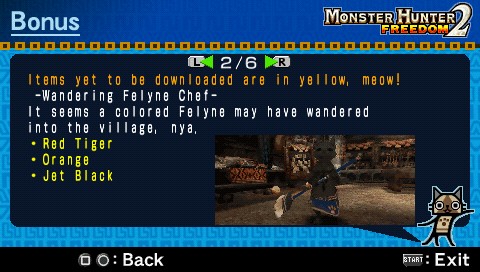 Bonus
MONSTER HUNTER
FREEDOM 2
L 2/6 R
Items yet to be downloaded are in yellow, meow!
-Wandering Felyne Chef-
It seems a colored Felyne may have wandered
into the village, nya.
・Red Tiger
・Orange
・Jet Black
□ ○: Back
START: Exit